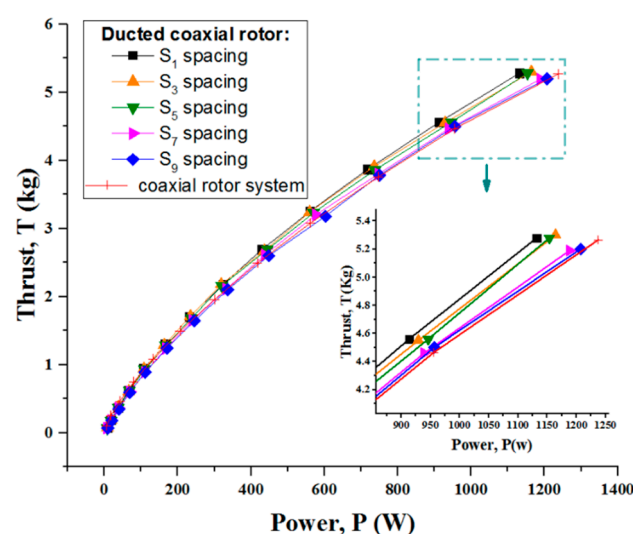 Ducted coaxial rotor:
S1 spacing
S3 spacing
S5 spacing
S7 spacing
S9 spacing
coaxial rotor system
Thrust, T (kg)
6
5
4
3
2
1
0
0 200 400 600 800 1000 1200 1400
Power, P (W)
Thrust, T(Kg)
5.4
5.2
5.0
4.8
4.6
4.4
4.2
900 950 1000 1050 1100 1150 1200 1250
Power, P(w)